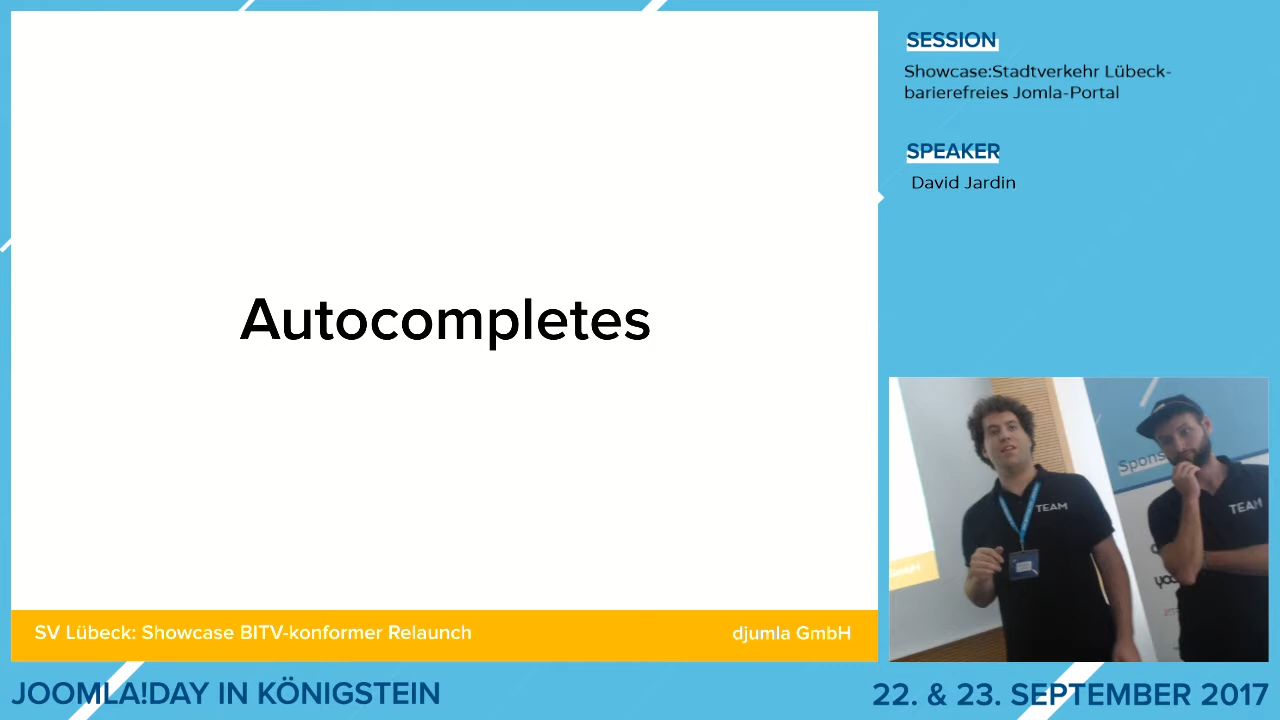 Autocompletes
SV Lübeck: Showcase BITV-konformer Relaunch
djumla GmbH
SESSION
Showcase:Stadtverkehr Lübeck-
barierefreies Jomla-Portal
SPEAKER
David Jardin
Spons
TEAM
TEAM
JOOMLA!DAY IN KÖNIGSTEIN
22. & 23. SEPTEMBER 2017